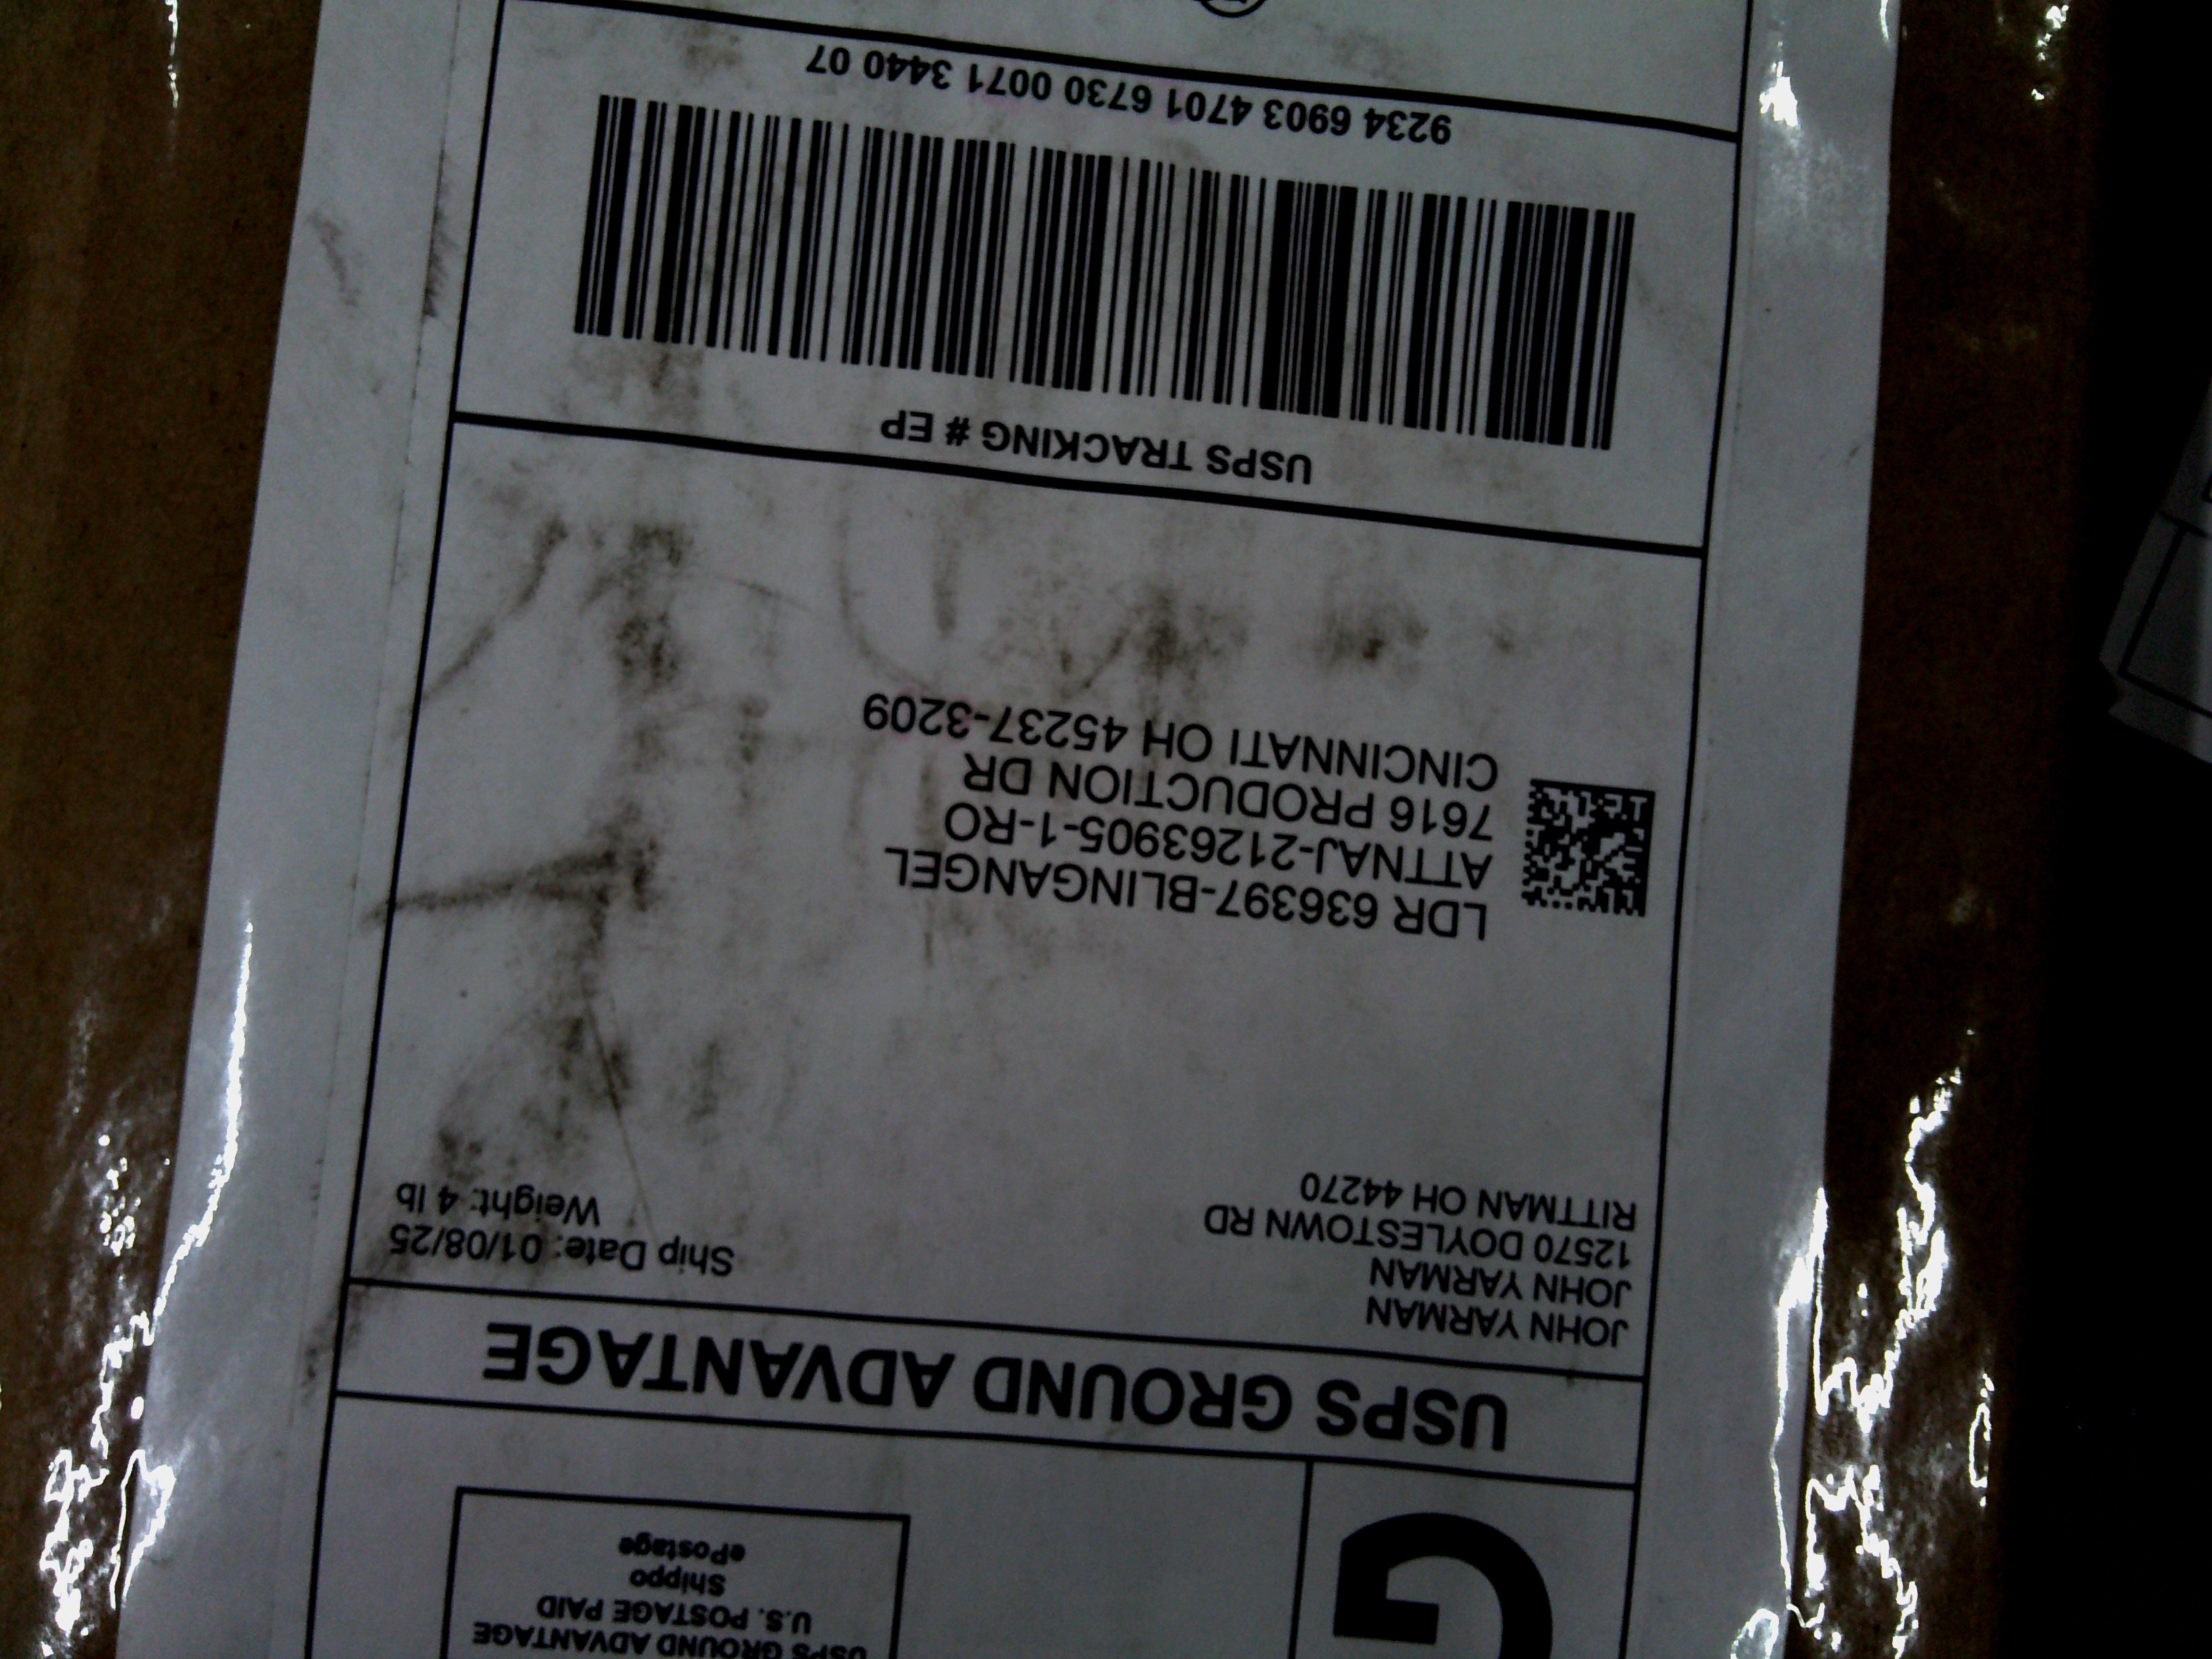 G
USPS GROUND ADVANTAGE
U.S. POSTAGE PAID
Shippo
ePostage
USPS GROUND ADVANTAGE
JOHN YARMAN
JOHN YARMAN
12570 DOYLESTOWN RD
RITTMAN OH 44270
Ship Date: 01/08/25
Weight: 4 lb
LDR 636397-BLINGANGEL
ATTNAJ-21263905-1-RO
7616 PRODUCTION DR
CINCINNATI OH 45237-3209
USPS TRACKING # EP
9234 6903 4701 6730 0071 3440 07